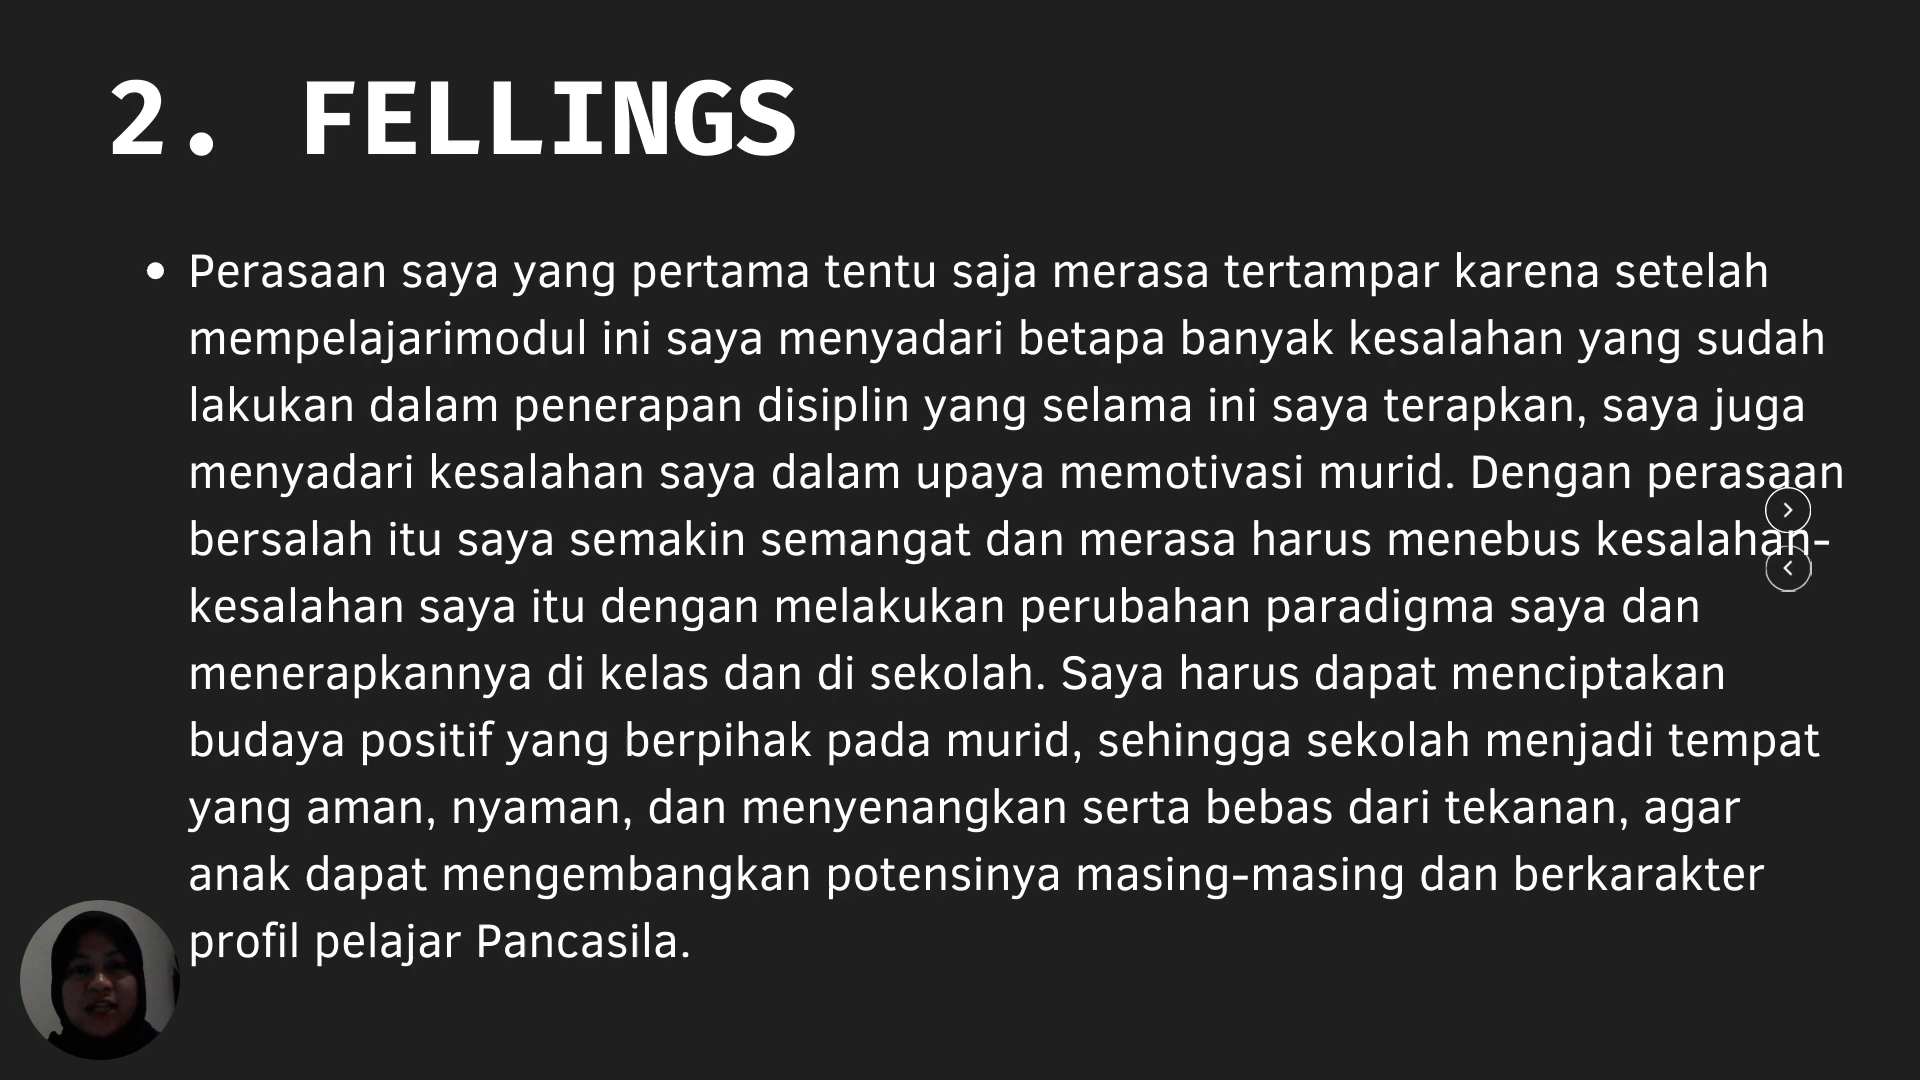 2. FELLINGS
• Perasaan saya yang pertama tentu saja merasa tertampar karena setelah
mempelajarimodul ini saya menyadari betapa banyak kesalahan yang sudah
lakukan dalam penerapan disiplin yang selama ini saya terapkan, saya juga
menyadari kesalahan saya dalam upaya memotivasi murid. Dengan perasaan
bersalah itu saya semakin semangat dan merasa harus menebus kesalahan-
kesalahan saya itu dengan melakukan perubahan paradigma saya dan
menerapkannya di kelas dan di sekolah. Saya harus dapat menciptakan
budaya positif yang berpihak pada murid, sehingga sekolah menjadi tempat
yang aman, nyaman, dan menyenangkan serta bebas dari tekanan, agar
anak dapat mengembangkan potensinya masing-masing dan berkarakter
profil pelajar Pancasila.